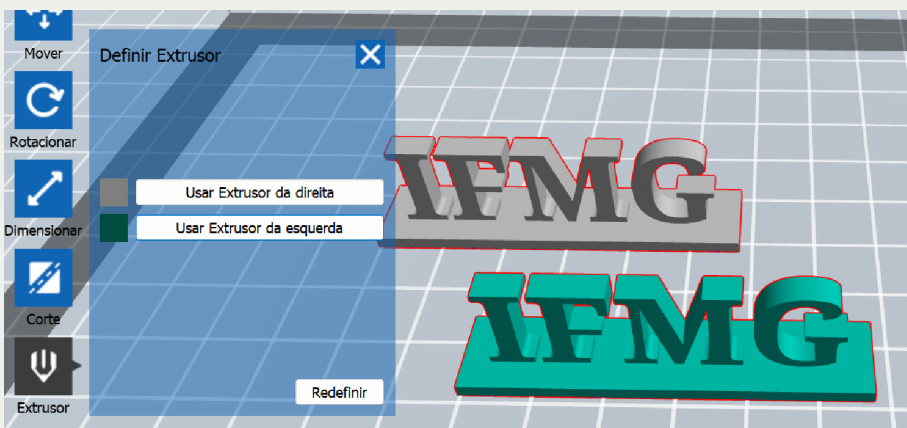 Mover
Definir Extrusor
Rotacionar
Usar Extrusor da direita
Dimensionar
Usar Extrusor da esquerda
Corte
Extrusor
Redefinir
IFMG
IFMG